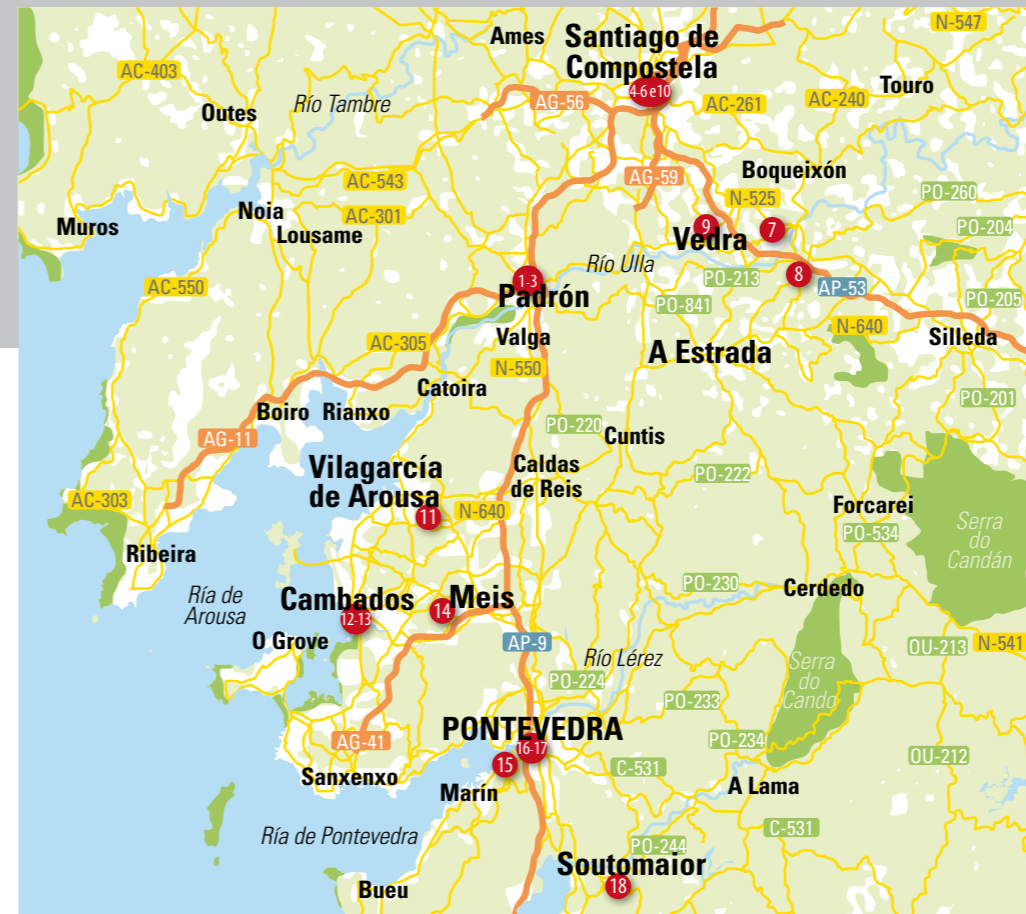 N-547
Ames
Santiago de
Compostela
4-6 e 10
AC-403
Touro
Río Tambre
AG-56
AC-261
AC-240
Outes
Boqueixón
AC-543
AG-59
PO-260
N-525
Noia
AC-301
Muros
Lousame
9
7
PO-204
Vedra
Río Ulla
8
1-3
PO-213
AC-550
Padrón
AP-53
PO-205
PO-841
N-640
Valga
Silleda
AC-305
A Estrada
N-550
Catoira
PO-201
Boiro
Rianxo
PO-220
AG-11
Cuntis
Vilagarcía
de Arousa
Caldas
de Reis
PO-222
AC-303
11
N-640
Forcarei
Serra
do
Candán
PO-534
Ribeira
PO-230
Cerdedo
Ría de
Arousa
Cambados
12-13
14
Meis
O Grove
AP-9
OU-213
N-541
Río Lérez
Serra
do
Cando
PO-224
PO-233
PONTEVEDRA
16-17
AG-41
PO-234
OU-212
15
C-531
Sanxenxo
Marín
A Lama
Ría de Pontevedra
C-531
PO-244
Soutomaior
18
Bueu